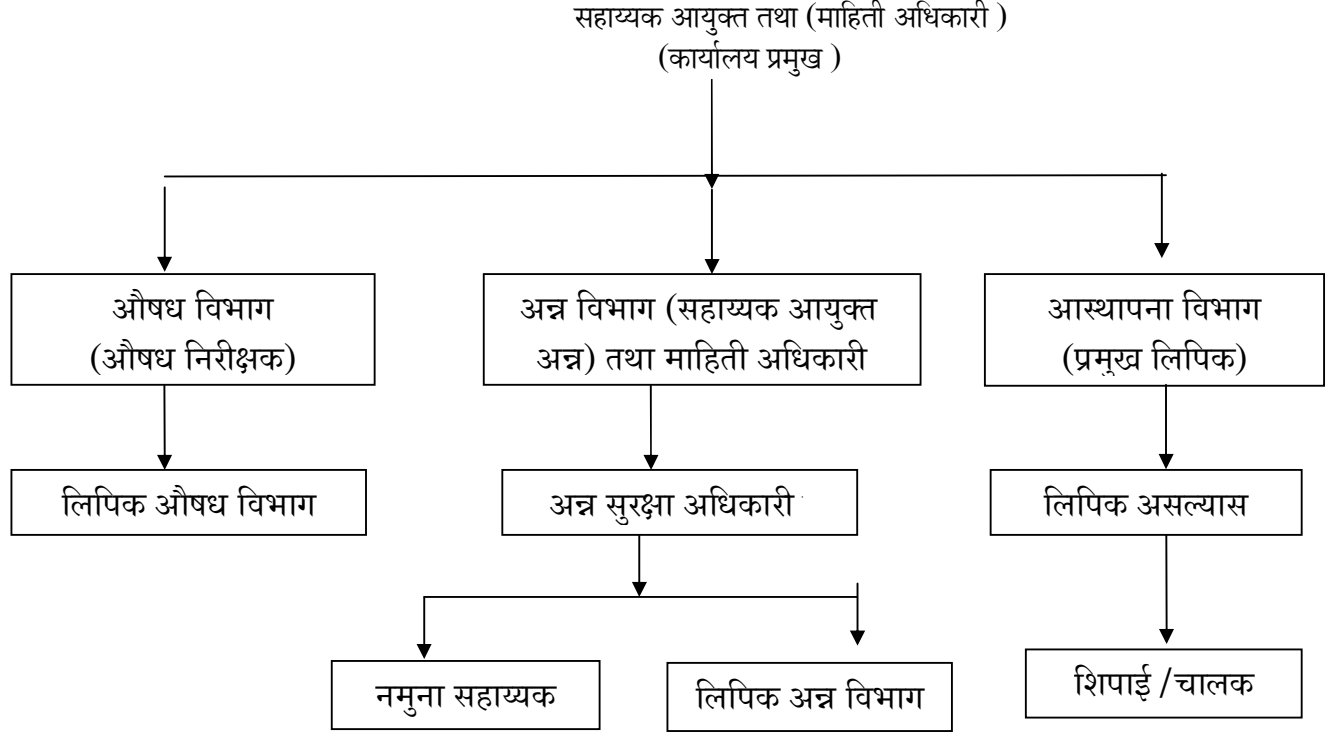 सहाय्यक आयुक्त तथा (माहिती अधिकारी )
(कार्यालय प्रमुख )
औषध विभाग
(औषध निरीक्षक)
अन्न विभाग (सहाय्यक आयुक्त
अन्न) तथा माहिती अधिकारी
आस्थापना विभाग
(प्रमुख लिपिक)
लिपिक औषध विभाग
अन्न सुरक्षा अधिकारी
लिपिक असल्यास
नमुना सहाय्यक
लिपिक अन्न विभाग
शिपाई /चालक